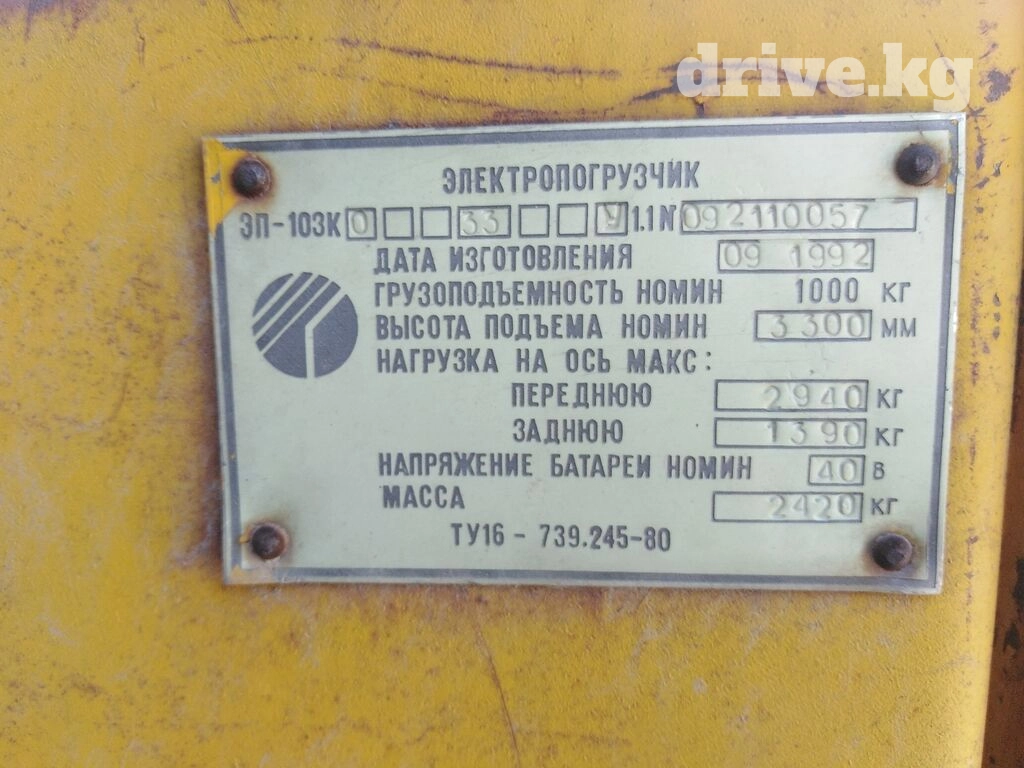 drive.kg
ЭЛЕКТРОПОГРУЗЧИК
ЭП-103К 0 33 У 1.1 N 092110057
ДАТА ИЗГОТОВЛЕНИЯ 09 1992
ГРУЗОПОДЪЕМНОСТЬ НОМИН 1000 КГ
ВЫСОТА ПОДЪЕМА НОМИН 3300 ММ
НАГРУЗКА НА ОСЬ МАКС:
ПЕРЕДНЮЮ 2940 КГ
ЗАДНЮЮ 1390 КГ
НАПРЯЖЕНИЕ БАТАРЕИ НОМИН 40 В
МАССА 2420 КГ
ТУ16 - 739.245-80